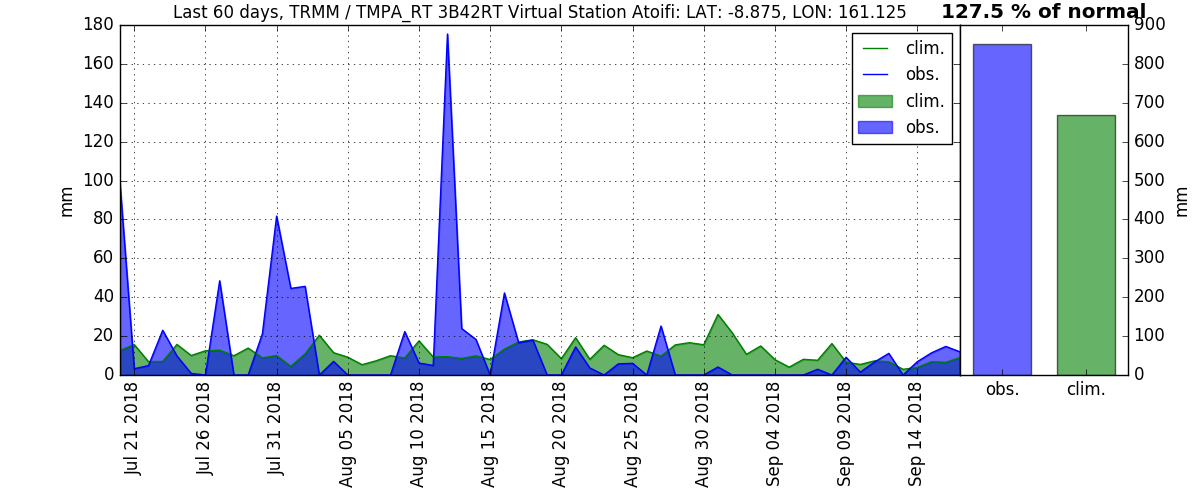 Last 60 days, TRMM / TMPA_RT 3B42RT Virtual Station Atoifi: LAT: -8.875, LON: 161.125
127.5 % of normal
mm
180
160
140
120
100
80
60
40
20
0
clim.
obs.
clim.
obs.
900
800
700
600
500
400
300
200
100
0
mm
Jul 21 2018
Jul 26 2018
Jul 31 2018
Aug 05 2018
Aug 10 2018
Aug 15 2018
Aug 20 2018
Aug 25 2018
Aug 30 2018
Sep 04 2018
Sep 09 2018
Sep 14 2018
obs.
clim.